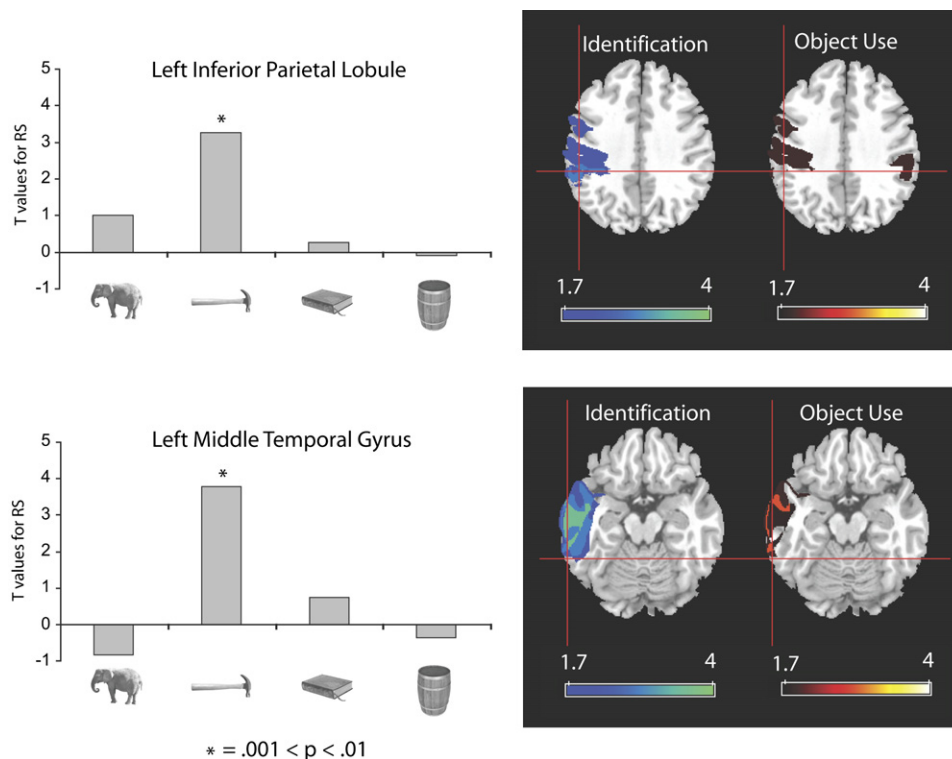 Left Inferior Parietal Lobule
T values for RS
5
4
3
2
1
0
-1
*
Identification
Object Use
1.7
4
1.7
4
Left Middle Temporal Gyrus
T values for RS
5
4
3
2
1
0
-1
*
Identification
Object Use
1.7
4
1.7
4
* = .001 < p < .01